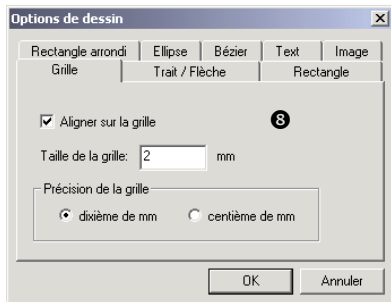 Options de dessin
Rectangle arrondi Ellipse Bézier Text Image
Grille Trait / Flèche Rectangle
Aligner sur la grille 8
Taille de la grille: 2 mm
Précision de la grille
dixième de mm centième de mm
OK Annuler